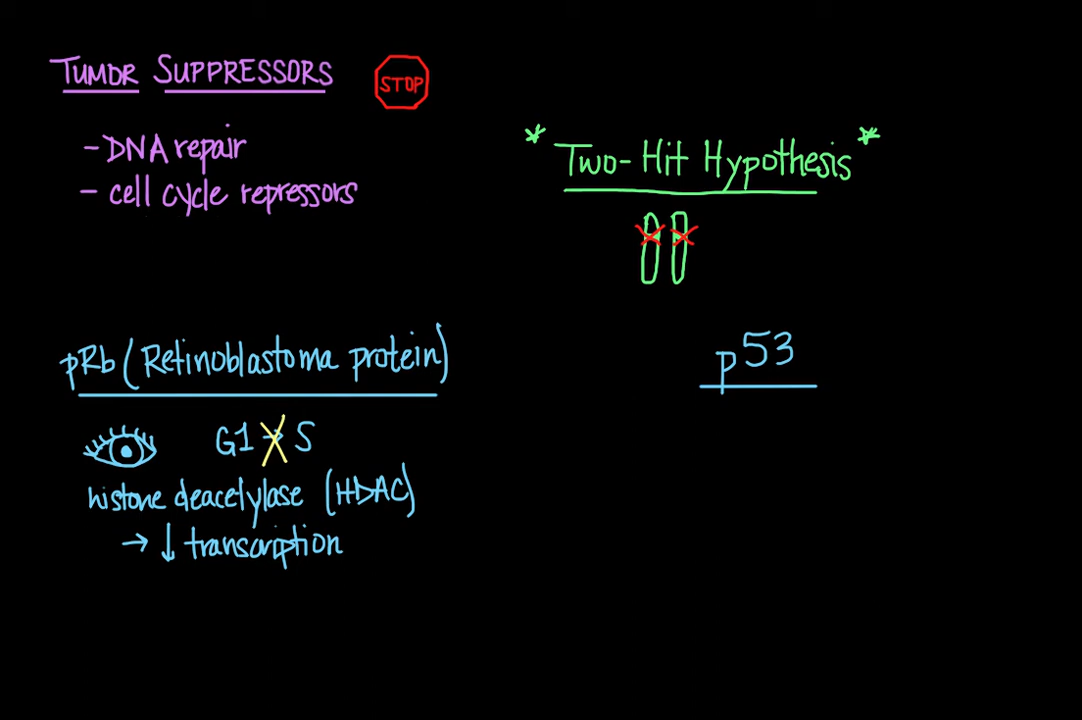 TUMOR SUPPRESSORS
STOP
- DNA repair
- cell cycle repressors
* Two-Hit Hypothesis *
pRb (Retinoblastoma protein)
G1 → S
histone deacetylase (HDAC)
→ ↓ transcription
p53